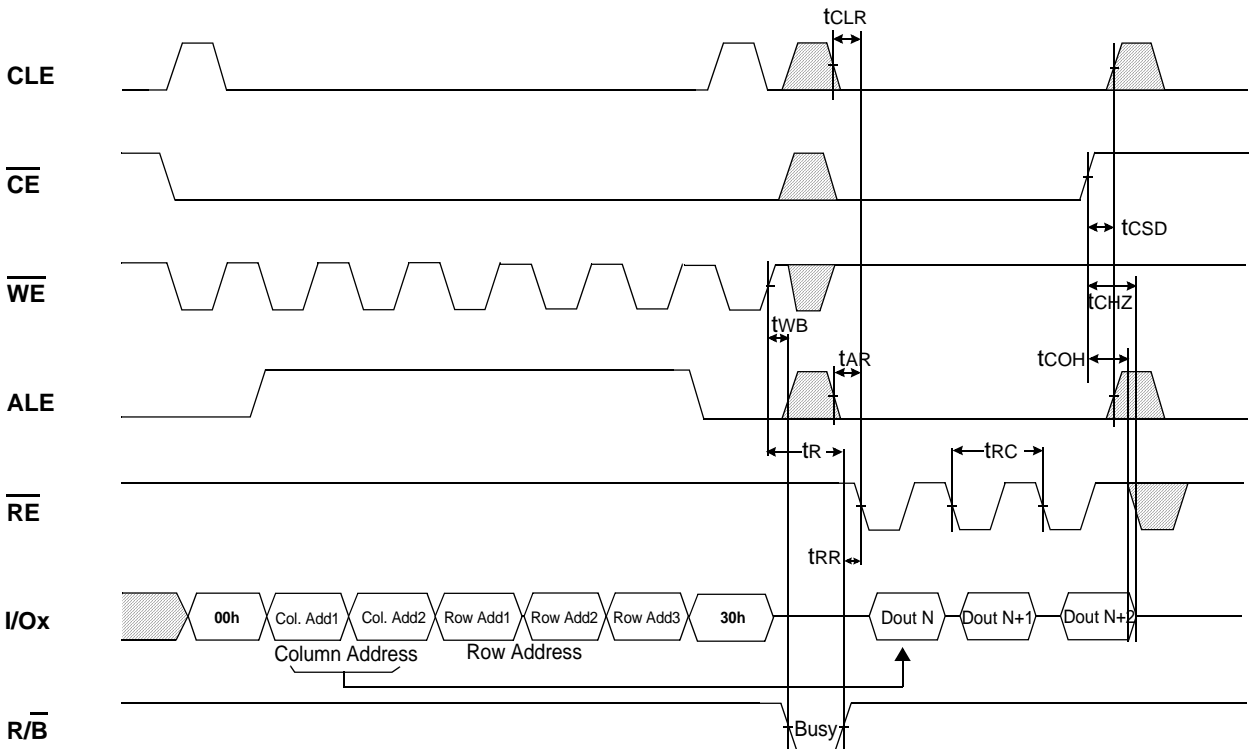 tCLR
CLE
CE
tCSD
WE
tCHZ
tWB
tCOH
tAR
ALE
tR
tRC
RE
tRR
I/Ox
00h
Col. Add1
Col. Add2
Row Add1
Row Add2
Row Add3
30h
Dout N
Dout N+1
Dout N+2
Column Address
Row Address
R/B
Busy